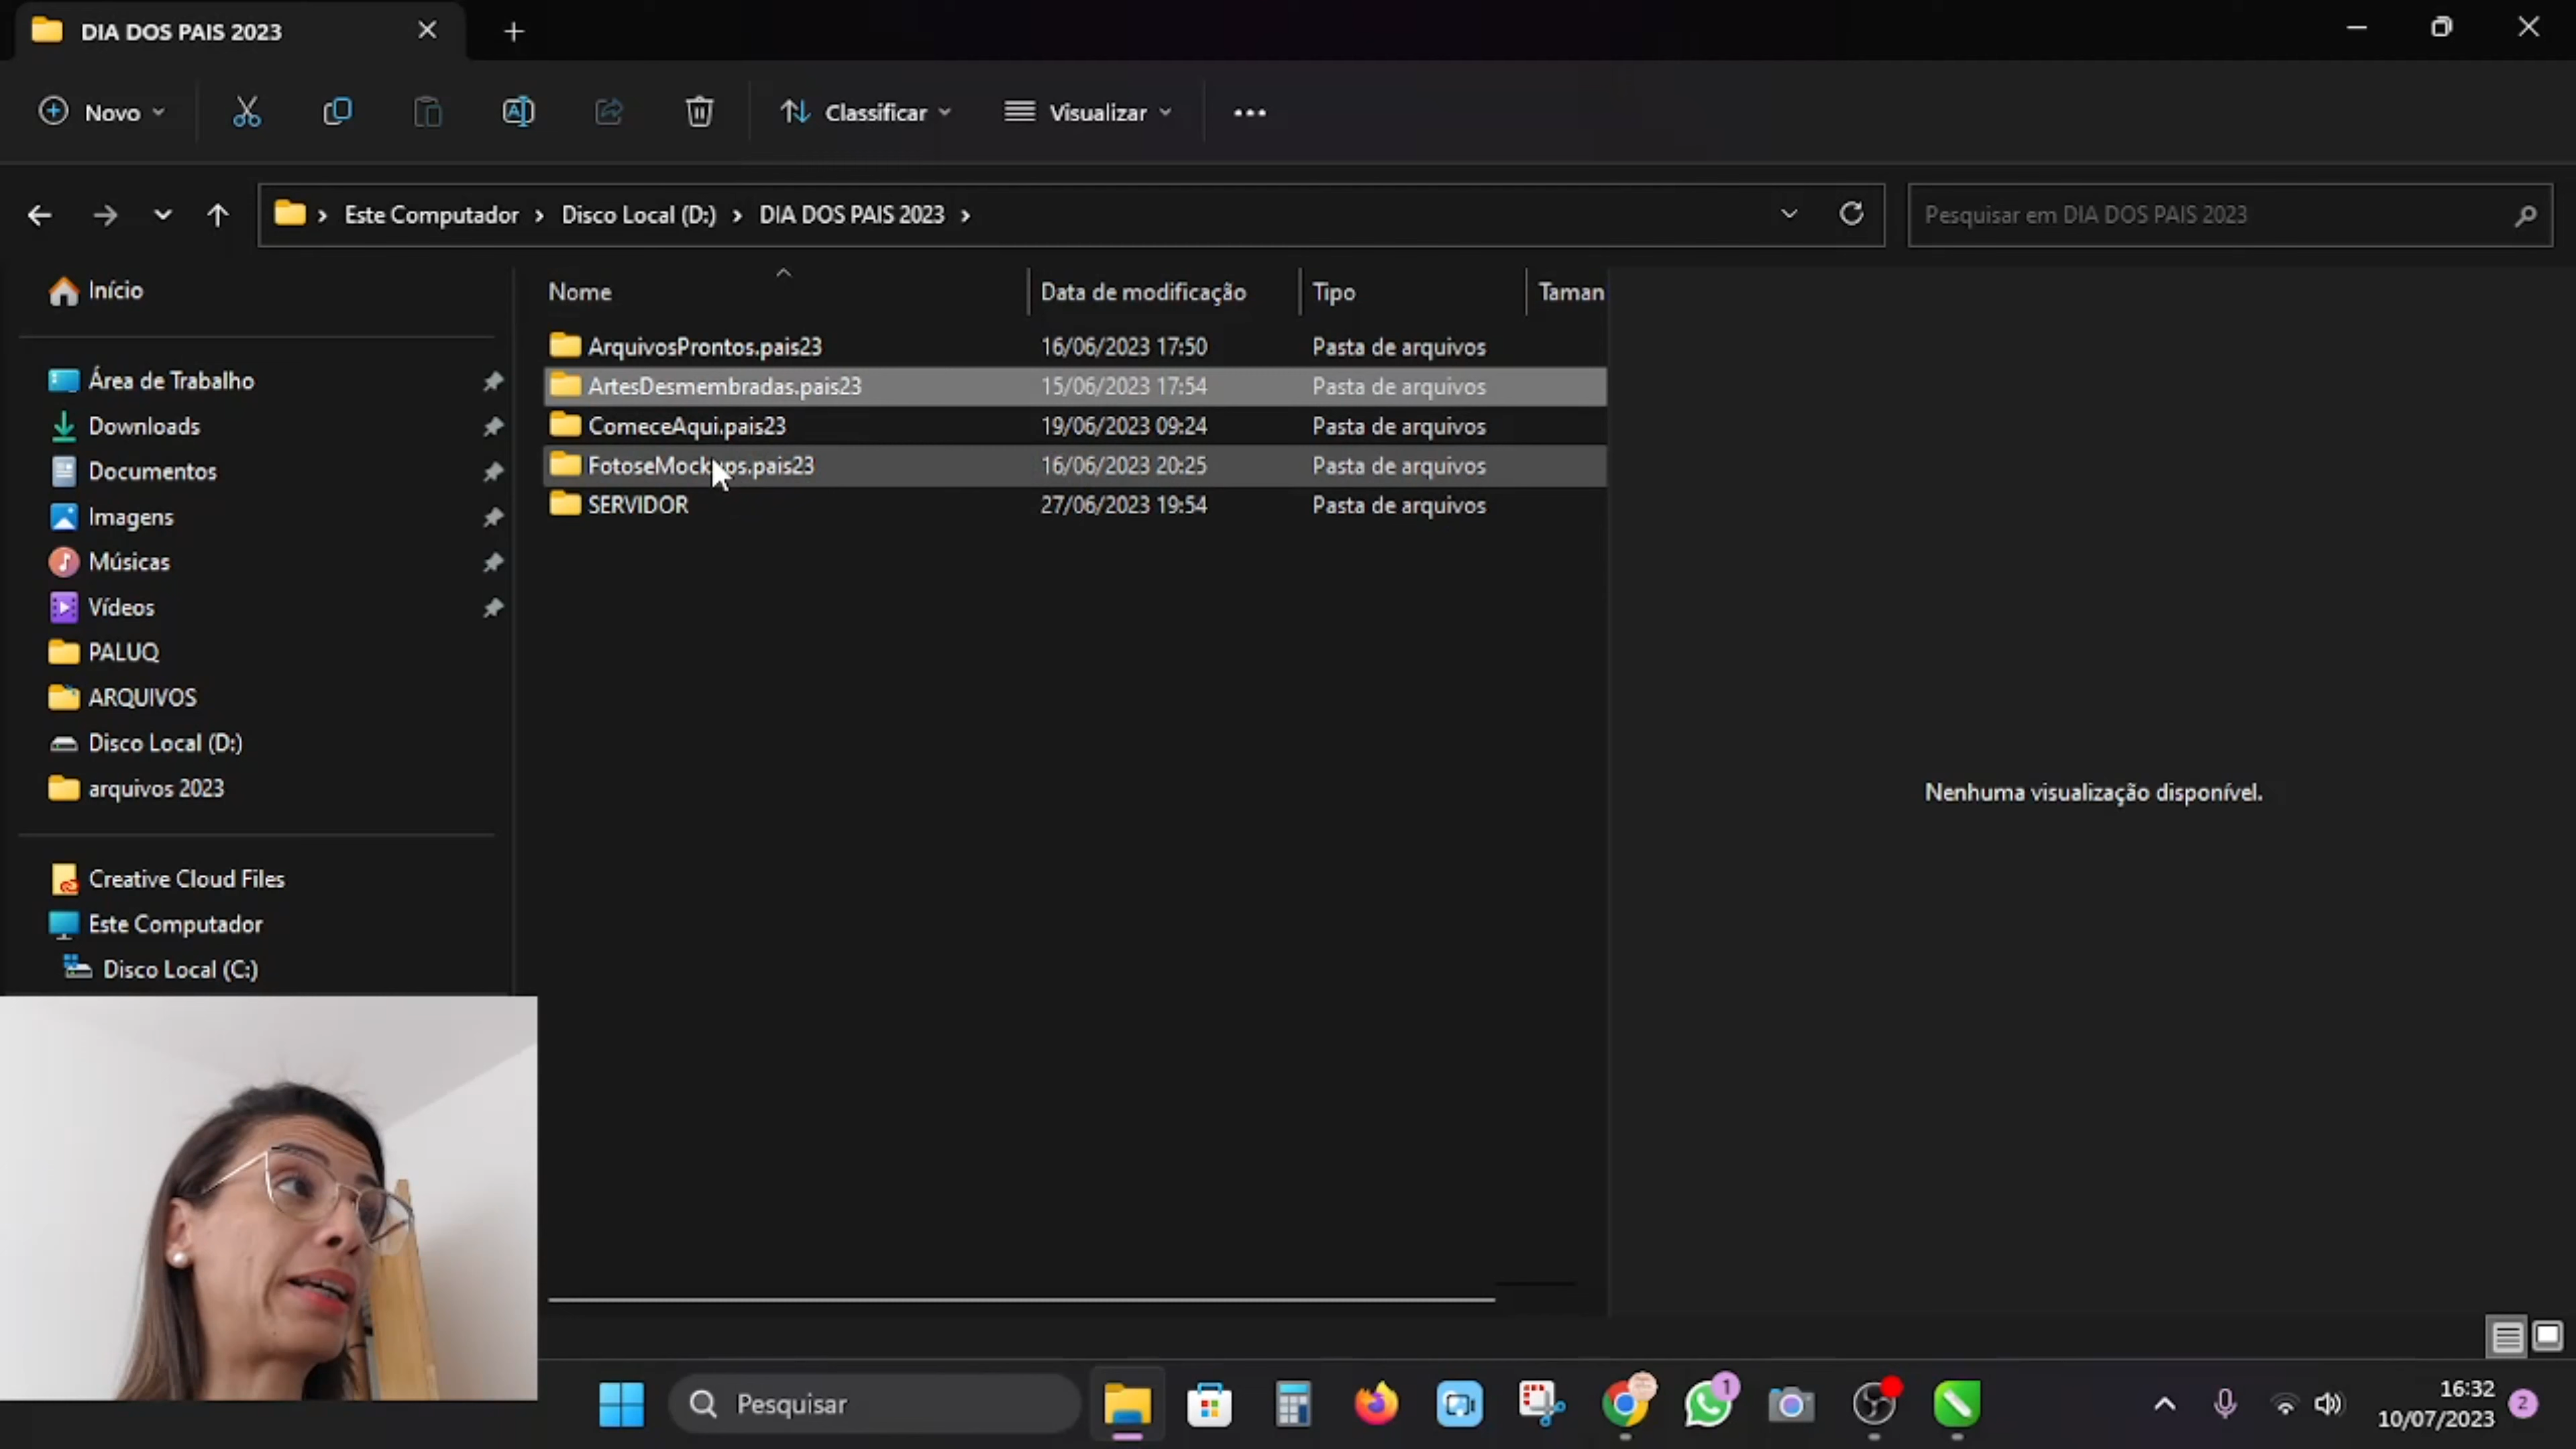 DIA DOS PAIS 2023
Novo
Classificar
Visualizar
Este Computador
Disco Local (D:)
DIA DOS PAIS 2023
Pesquisar em DIA DOS PAIS 2023
Início
Área de Trabalho
Downloads
Documentos
Imagens
Músicas
Vídeos
PALUQ
ARQUIVOS
Disco Local (D:)
arquivos 2023
Creative Cloud Files
Este Computador
Disco Local (C:)
Nome Data de modificação Tipo Taman
ArquivosProntos.pais23 16/06/2023 17:50 Pasta de arquivos
ArtesDesmembradas.pais23 15/06/2023 17:54 Pasta de arquivos
ComeceAqui.pais23 19/06/2023 09:24 Pasta de arquivos
FotoseMockups.pais23 16/06/2023 20:25 Pasta de arquivos
SERVIDOR 27/06/2023 19:54 Pasta de arquivos
Nenhuma visualização disponível.
Pesquisar
1
16:32
10/07/2023
2